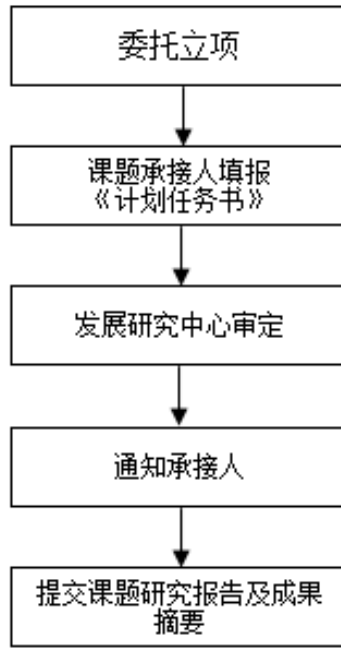 委托立项
课题承接人填报
《计划任务书》
发展研究中心审定
通知承接人
提交课题研究报告及成果
摘要